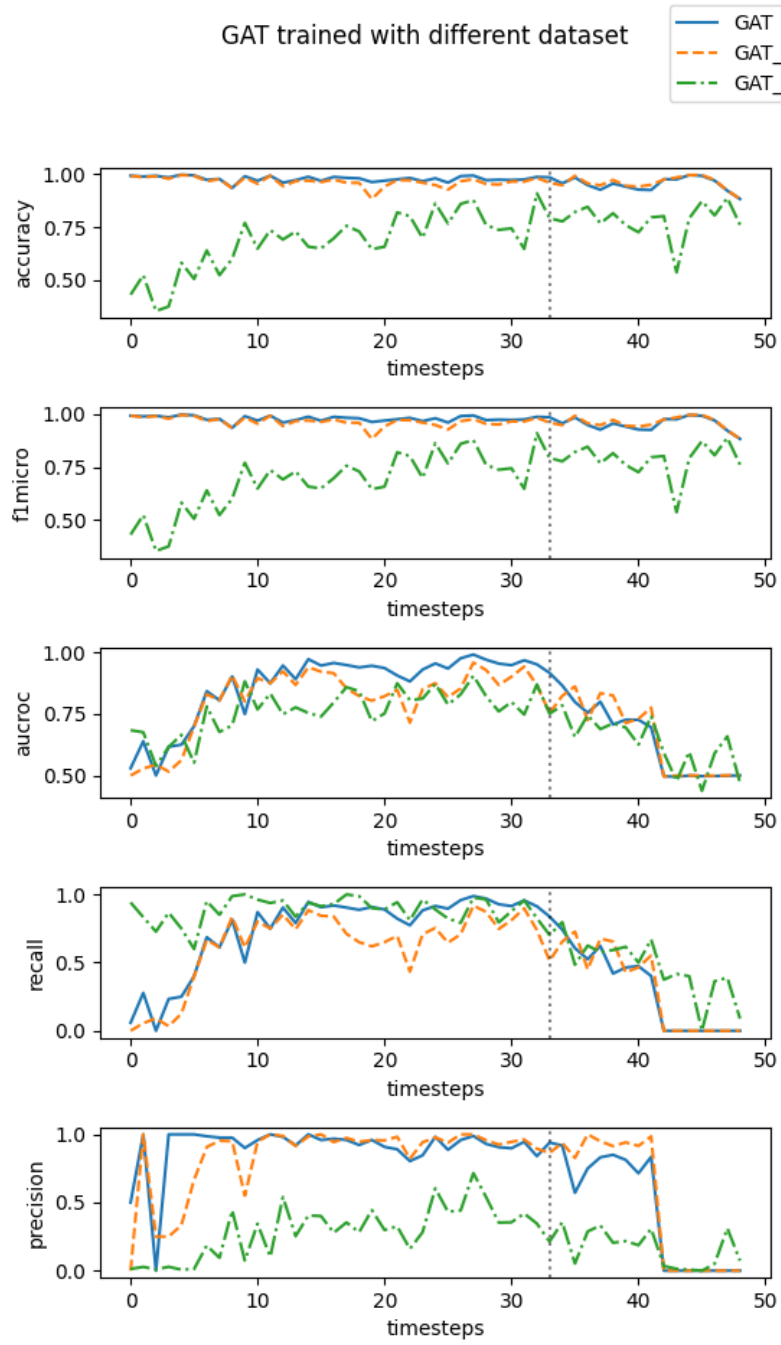 GAT trained with different dataset
GAT
GAT_
GAT_
1.00
0.75
0.50
accuracy
0 10 20 30 40 50
timesteps
1.00
0.75
0.50
f1micro
0 10 20 30 40 50
timesteps
1.00
0.75
0.50
aucroc
0 10 20 30 40 50
timesteps
1.0
0.5
0.0
recall
0 10 20 30 40 50
timesteps
1.0
0.5
0.0
precision
0 10 20 30 40 50
timesteps